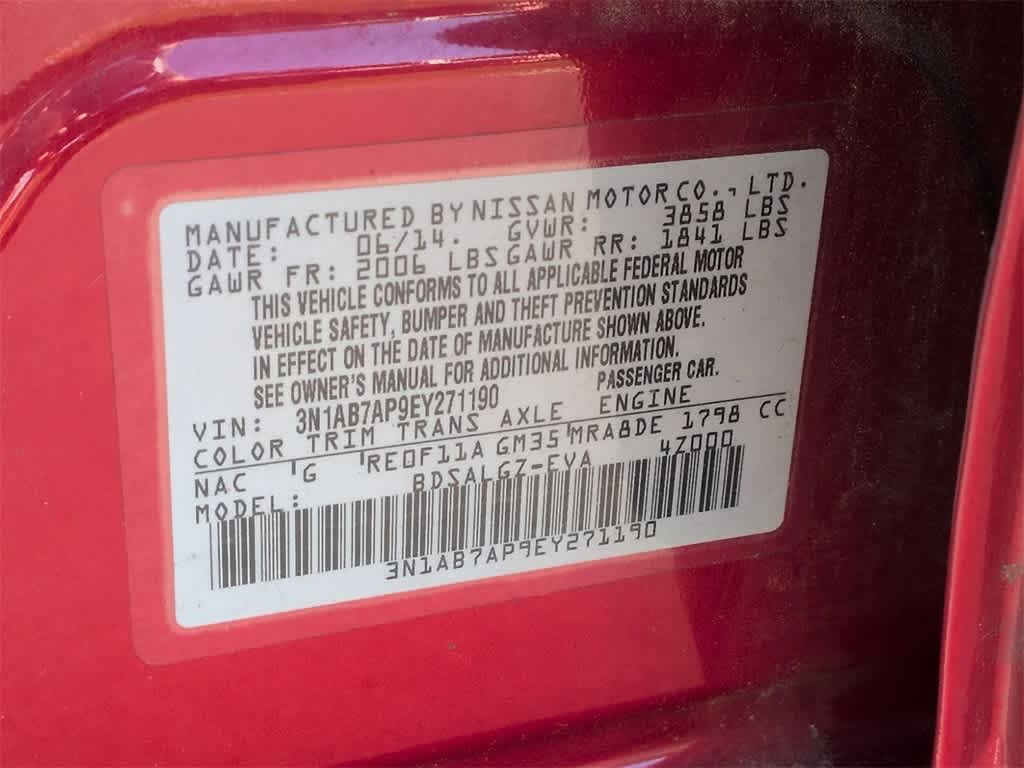 MANUFACTURED BY NISSAN MOTOR CO., LTD.
DATE: 06/14. GVWR: 3858 LBS
GAWR FR: 2006 LBS GAWR RR: 1841 LBS
THIS VEHICLE CONFORMS TO ALL APPLICABLE FEDERAL MOTOR
VEHICLE SAFETY, BUMPER AND THEFT PREVENTION STANDARDS
IN EFFECT ON THE DATE OF MANUFACTURE SHOWN ABOVE.
SEE OWNER'S MANUAL FOR ADDITIONAL INFORMATION.
VIN: 3N1AB7AP9EY271190 PASSENGER CAR.
COLOR TRIM TRANS AXLE ENGINE
NAC 'G 'RE0F11A GM35'MRA8DE 1798 CC
MODEL: BDSALGZ-EVA 4Z000
3N1AB7AP9EY271190